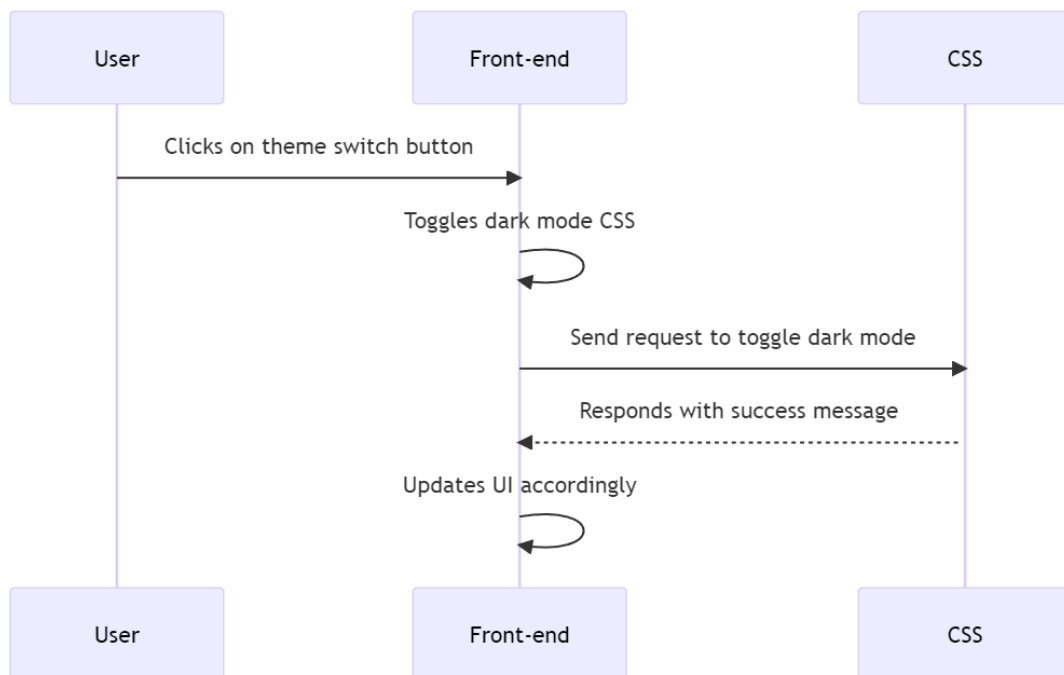 User
Front-end
CSS
Clicks on theme switch button
Toggles dark mode CSS
Send request to toggle dark mode
Responds with success message
Updates UI accordingly
User
Front-end
CSS